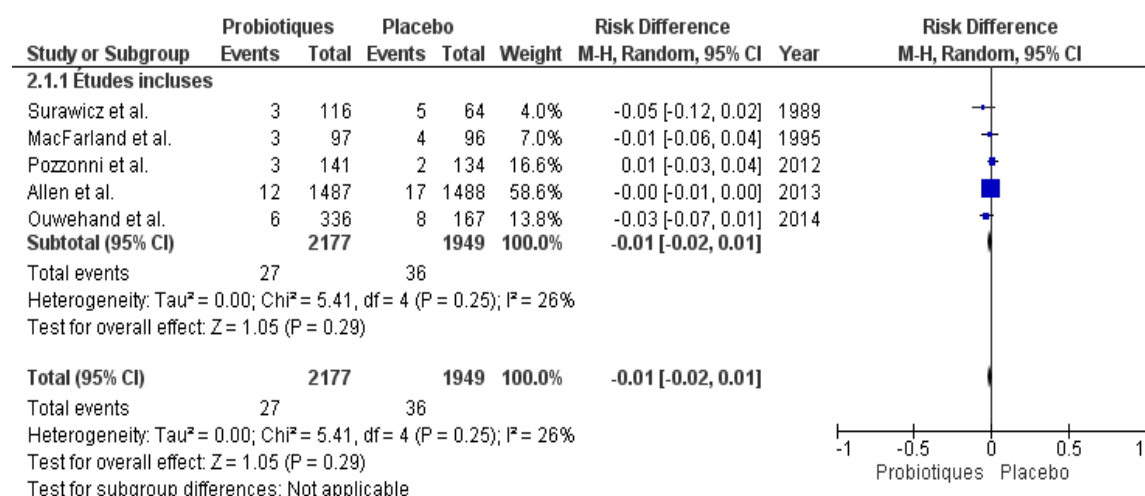 Probiotiques Placebo Risk Difference Risk Difference
Study or Subgroup Events Total Events Total Weight M-H, Random, 95% CI Year M-H, Random, 95% CI
2.1.1 Études incluses
Surawicz et al. 3 116 5 64 4.0% -0.05 [-0.12, 0.02] 1989
MacFarland et al. 3 97 4 96 7.0% -0.01 [-0.06, 0.04] 1995
Pozzonni et al. 3 141 2 134 16.6% 0.01 [-0.03, 0.04] 2012
Allen et al. 12 1487 17 1488 58.6% -0.00 [-0.01, 0.00] 2013
Ouwehand et al. 6 336 8 167 13.8% -0.03 [-0.07, 0.01] 2014
Subtotal (95% CI) 2177 1949 100.0% -0.01 [-0.02, 0.01]
Total events 27 36
Heterogeneity: Tau² = 0.00; Chi² = 5.41, df = 4 (P = 0.25); I² = 26%
Test for overall effect: Z = 1.05 (P = 0.29)
Total (95% CI) 2177 1949 100.0% -0.01 [-0.02, 0.01]
Total events 27 36
Heterogeneity: Tau² = 0.00; Chi² = 5.41, df = 4 (P = 0.25); I² = 26%
Test for overall effect: Z = 1.05 (P = 0.29)
Test for subgroup differences: Not applicable
-1 -0.5 0 0.5 1
Probiotiques Placebo